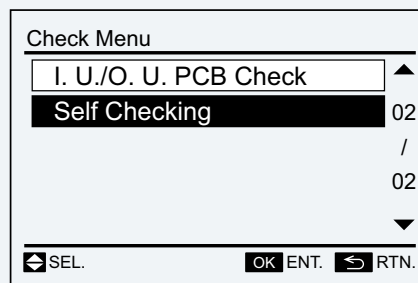 Check Menu
I. U./O. U. PCB Check
Self Checking
02
/
02
SEL. OK ENT. RTN.